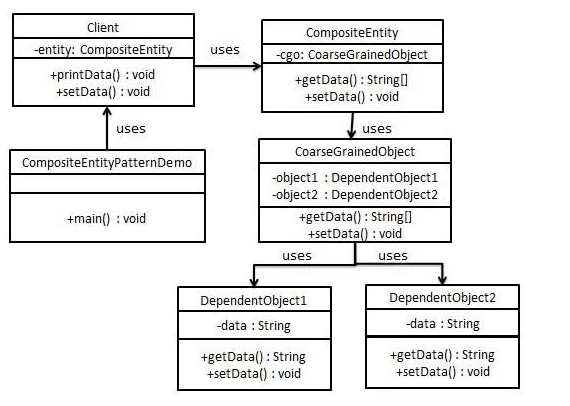 Client
-entity: CompositeEntity
+printData() : void
+setData() : void
uses
CompositeEntity
-cgo: CoarseGrainedObject
+getData() : String[]
+setData() : void
uses
uses
CompositeEntityPatternDemo
+main() : void
CoarseGrainedObject
-object1 : DependentObject1
-object2 : DependentObject2
+getData() : String[]
+setData() : void
uses
uses
DependentObject1
-data : String
+getData() : String
+setData() : void
DependentObject2
-data : String
+getData() : String
+setData() : void